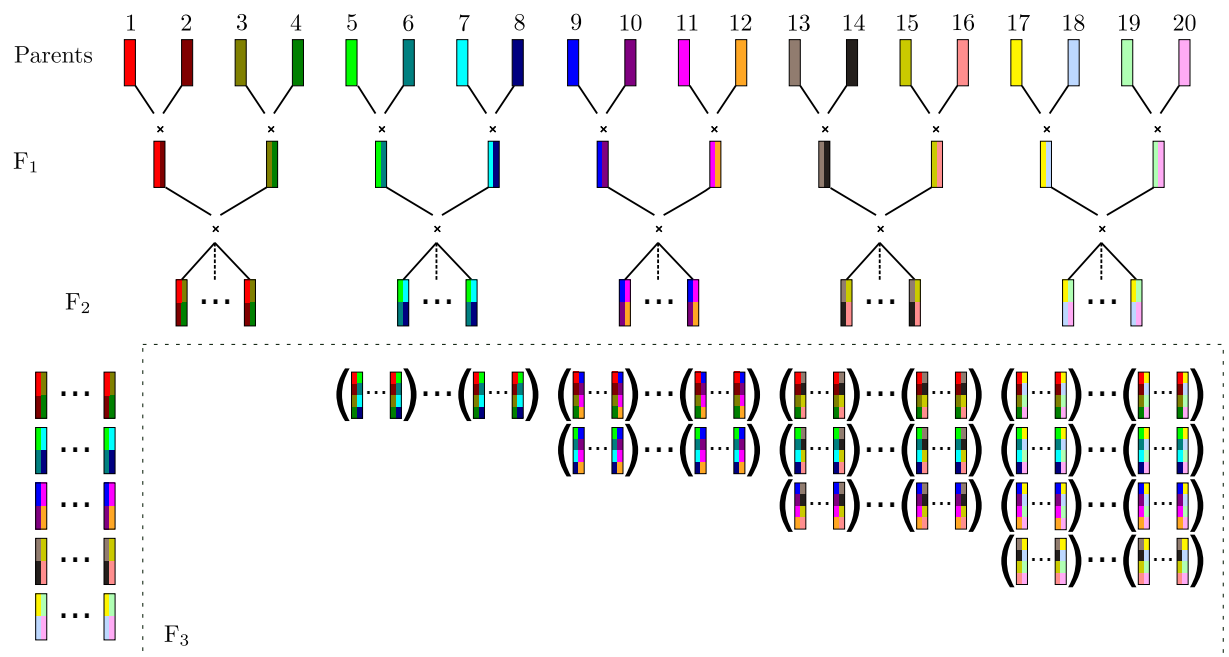 1 2 3 4 5 6 7 8 9 10 11 12 13 14 15 16 17 18 19 20
Parents
× × × × × × × × × ×
F₁
× × × × ×
F₂
F₃